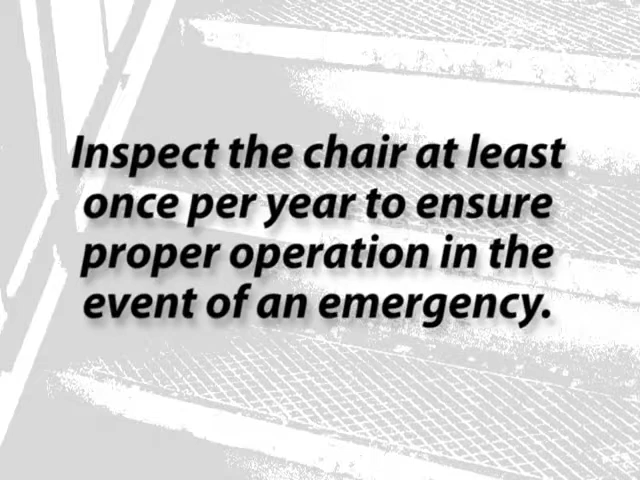 Inspect the chair at least
once per year to ensure
proper operation in the
event of an emergency.